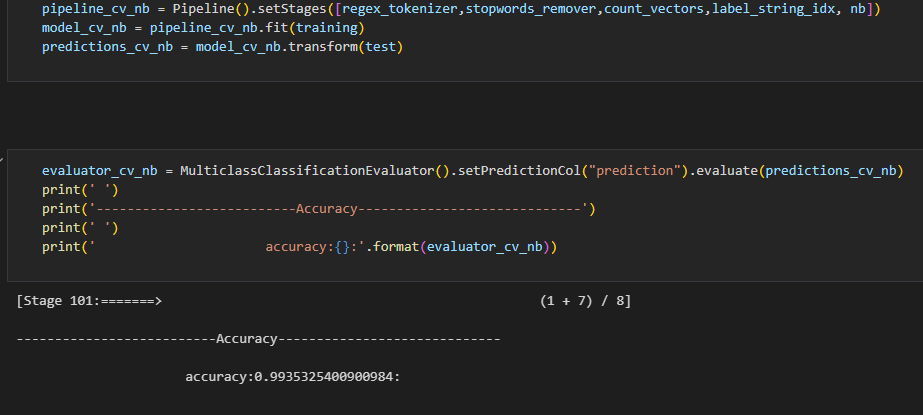 pipeline_cv_nb = Pipeline().setStages([regex_tokenizer,stopwords_remover,count_vectors,label_string_idx, nb])
model_cv_nb = pipeline_cv_nb.fit(training)
predictions_cv_nb = model_cv_nb.transform(test)
evaluator_cv_nb = MulticlassClassificationEvaluator().setPredictionCol("prediction").evaluate(predictions_cv_nb)
print(' ')
print('--------------------------Accuracy-----------------------------')
print(' ')
print('                      accuracy:{}:'.format(evaluator_cv_nb))
[Stage 101:=======>                                                 (1 + 7) / 8]
--------------------------Accuracy-----------------------------
                      accuracy:0.9935325400900984: